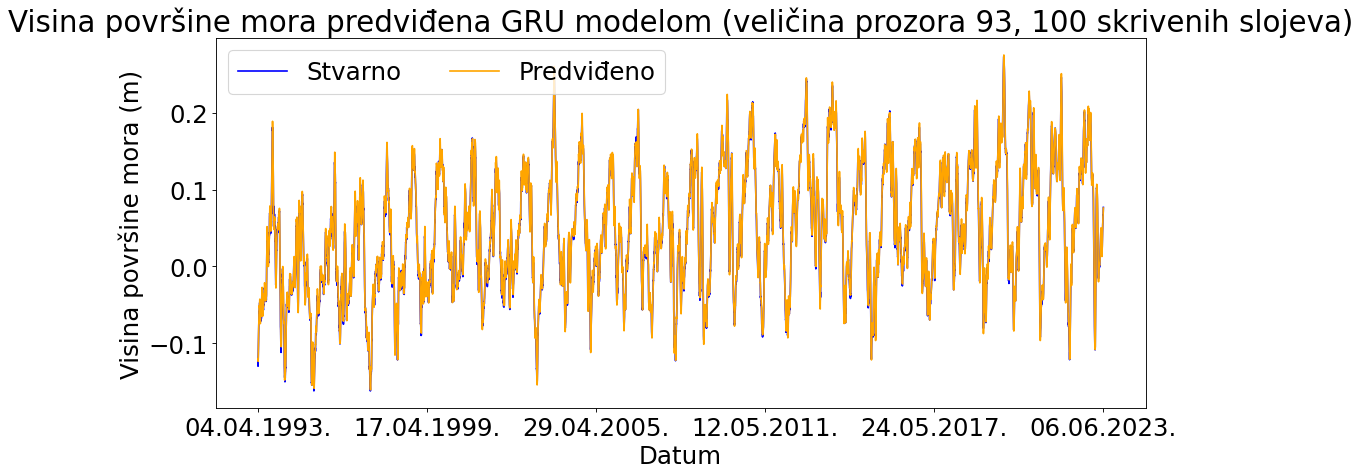 Visina površine mora predviđena GRU modelom (veličina prozora 93, 100 skrivenih slojeva)
Stvarno Predviđeno
Visina površine mora (m)
0.2
0.1
0.0
−0.1
04.04.1993. 17.04.1999. 29.04.2005. 12.05.2011. 24.05.2017. 06.06.2023.
Datum